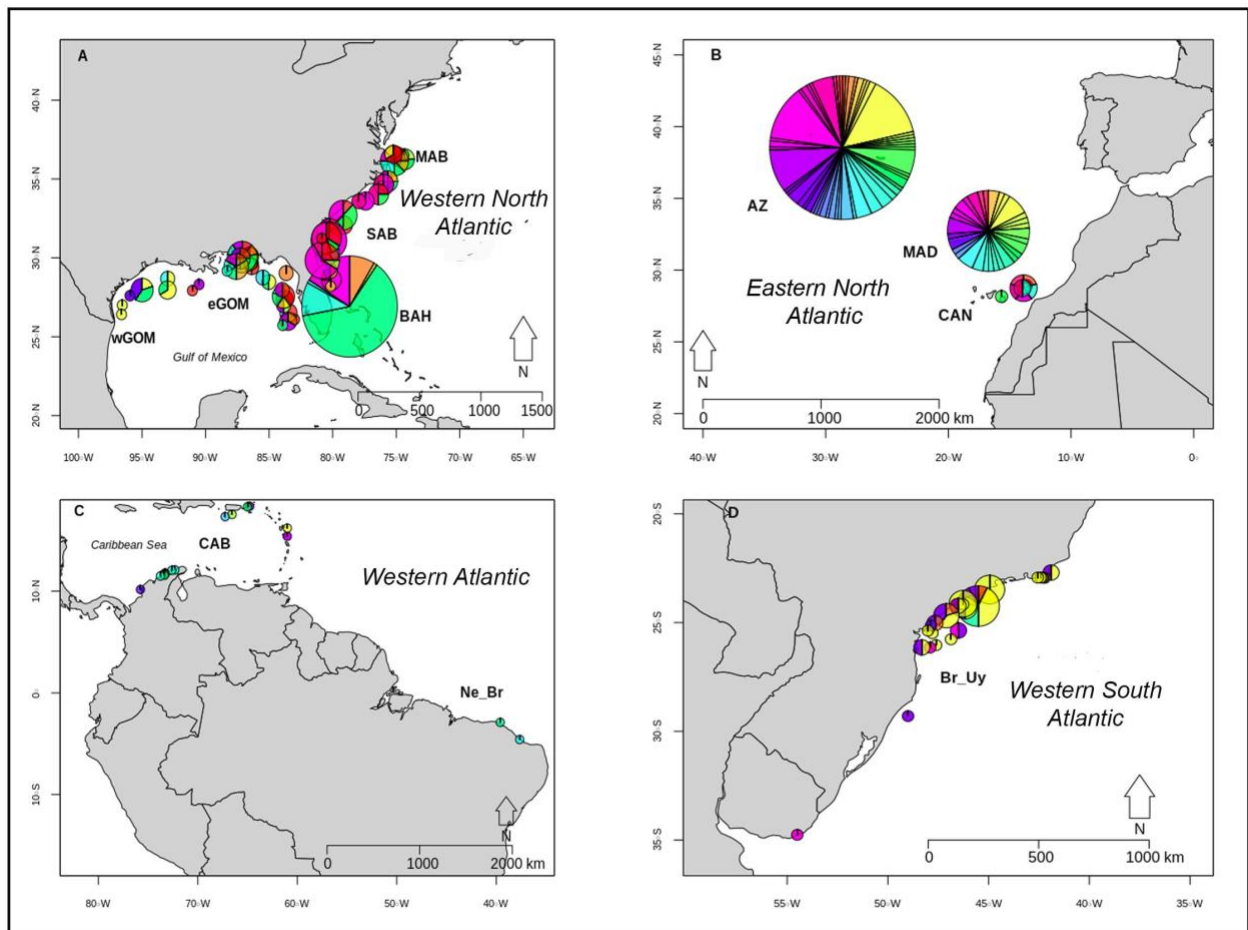 A
MAB
Western North
Atlantic
SAB
BAH
eGOM
wGOM
Gulf of Mexico
N
0 500 1000 1500
40◦N
35◦N
30◦N
25◦N
20◦N
100◦W 95◦W 90◦W 85◦W 80◦W 75◦W 70◦W 65◦W
B
AZ
MAD
CAN
Eastern North
Atlantic
N
0 1000 2000 km
45◦N
40◦N
35◦N
30◦N
25◦N
20◦N
40◦W 30◦W 20◦W 10◦W 0◦
C
Caribbean Sea
CAB
Western Atlantic
Ne_Br
N
0 1000 2000 km
10◦N
0◦
10◦S
80◦W 70◦W 60◦W 50◦W 40◦W
D
Br_Uy
Western South
Atlantic
N
0 500 1000 km
20◦S
25◦S
30◦S
35◦S
55◦W 50◦W 45◦W 40◦W 35◦W